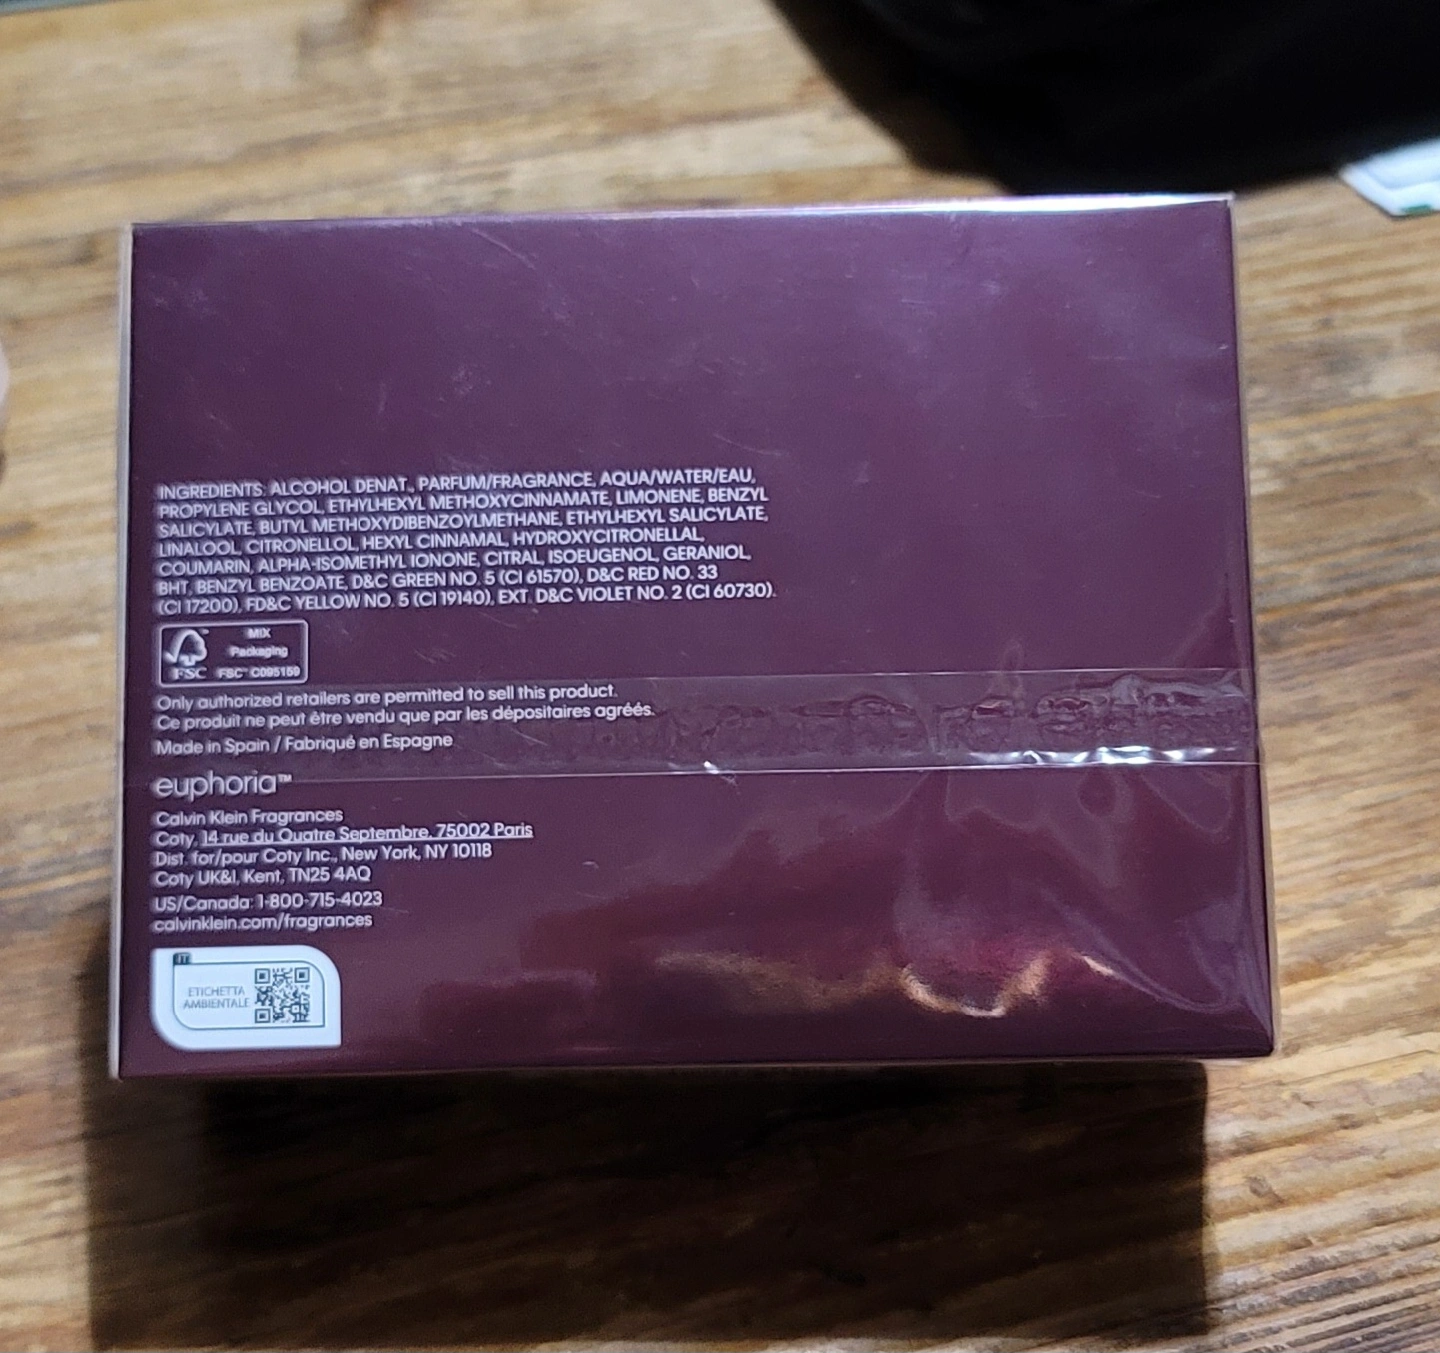 INGREDIENTS: ALCOHOL DENAT., PARFUM/FRAGRANCE, AQUA/WATER/EAU,
PROPYLENE GLYCOL, ETHYLHEXYL METHOXYCINNAMATE, LIMONENE, BENZYL
SALICYLATE, BUTYL METHOXYDIBENZOYLMETHANE, ETHYLHEXYL SALICYLATE,
LINALOOL, CITRONELLOL, HEXYL CINNAMAL, HYDROXYCITRONELLAL,
COUMARIN, ALPHA-ISOMETHYL IONONE, CITRAL, ISOEUGENOL, GERANIOL,
BHT, BENZYL BENZOATE, D&C GREEN NO. 5 (CI 61570), D&C RED NO. 33
(CI 17200), FD&C YELLOW NO. 5 (CI 19140), EXT. D&C VIOLET NO. 2 (CI 60730).
MIX
Packaging
FSC™ C095159
FSC
Only authorized retailers are permitted to sell this product.
Ce produit ne peut être vendu que par les dépositaires agréés.
Made in Spain / Fabriqué en Espagne
euphoria™
Calvin Klein Fragrances
Coty, 14 rue du Quatre Septembre, 75002 Paris
Dist. for/pour Coty Inc., New York, NY 10118
Coty UK&I, Kent, TN25 4AQ
US/Canada: 1-800-715-4023
calvinklein.com/fragrances
IT
ETICHETTA
AMBIENTALE